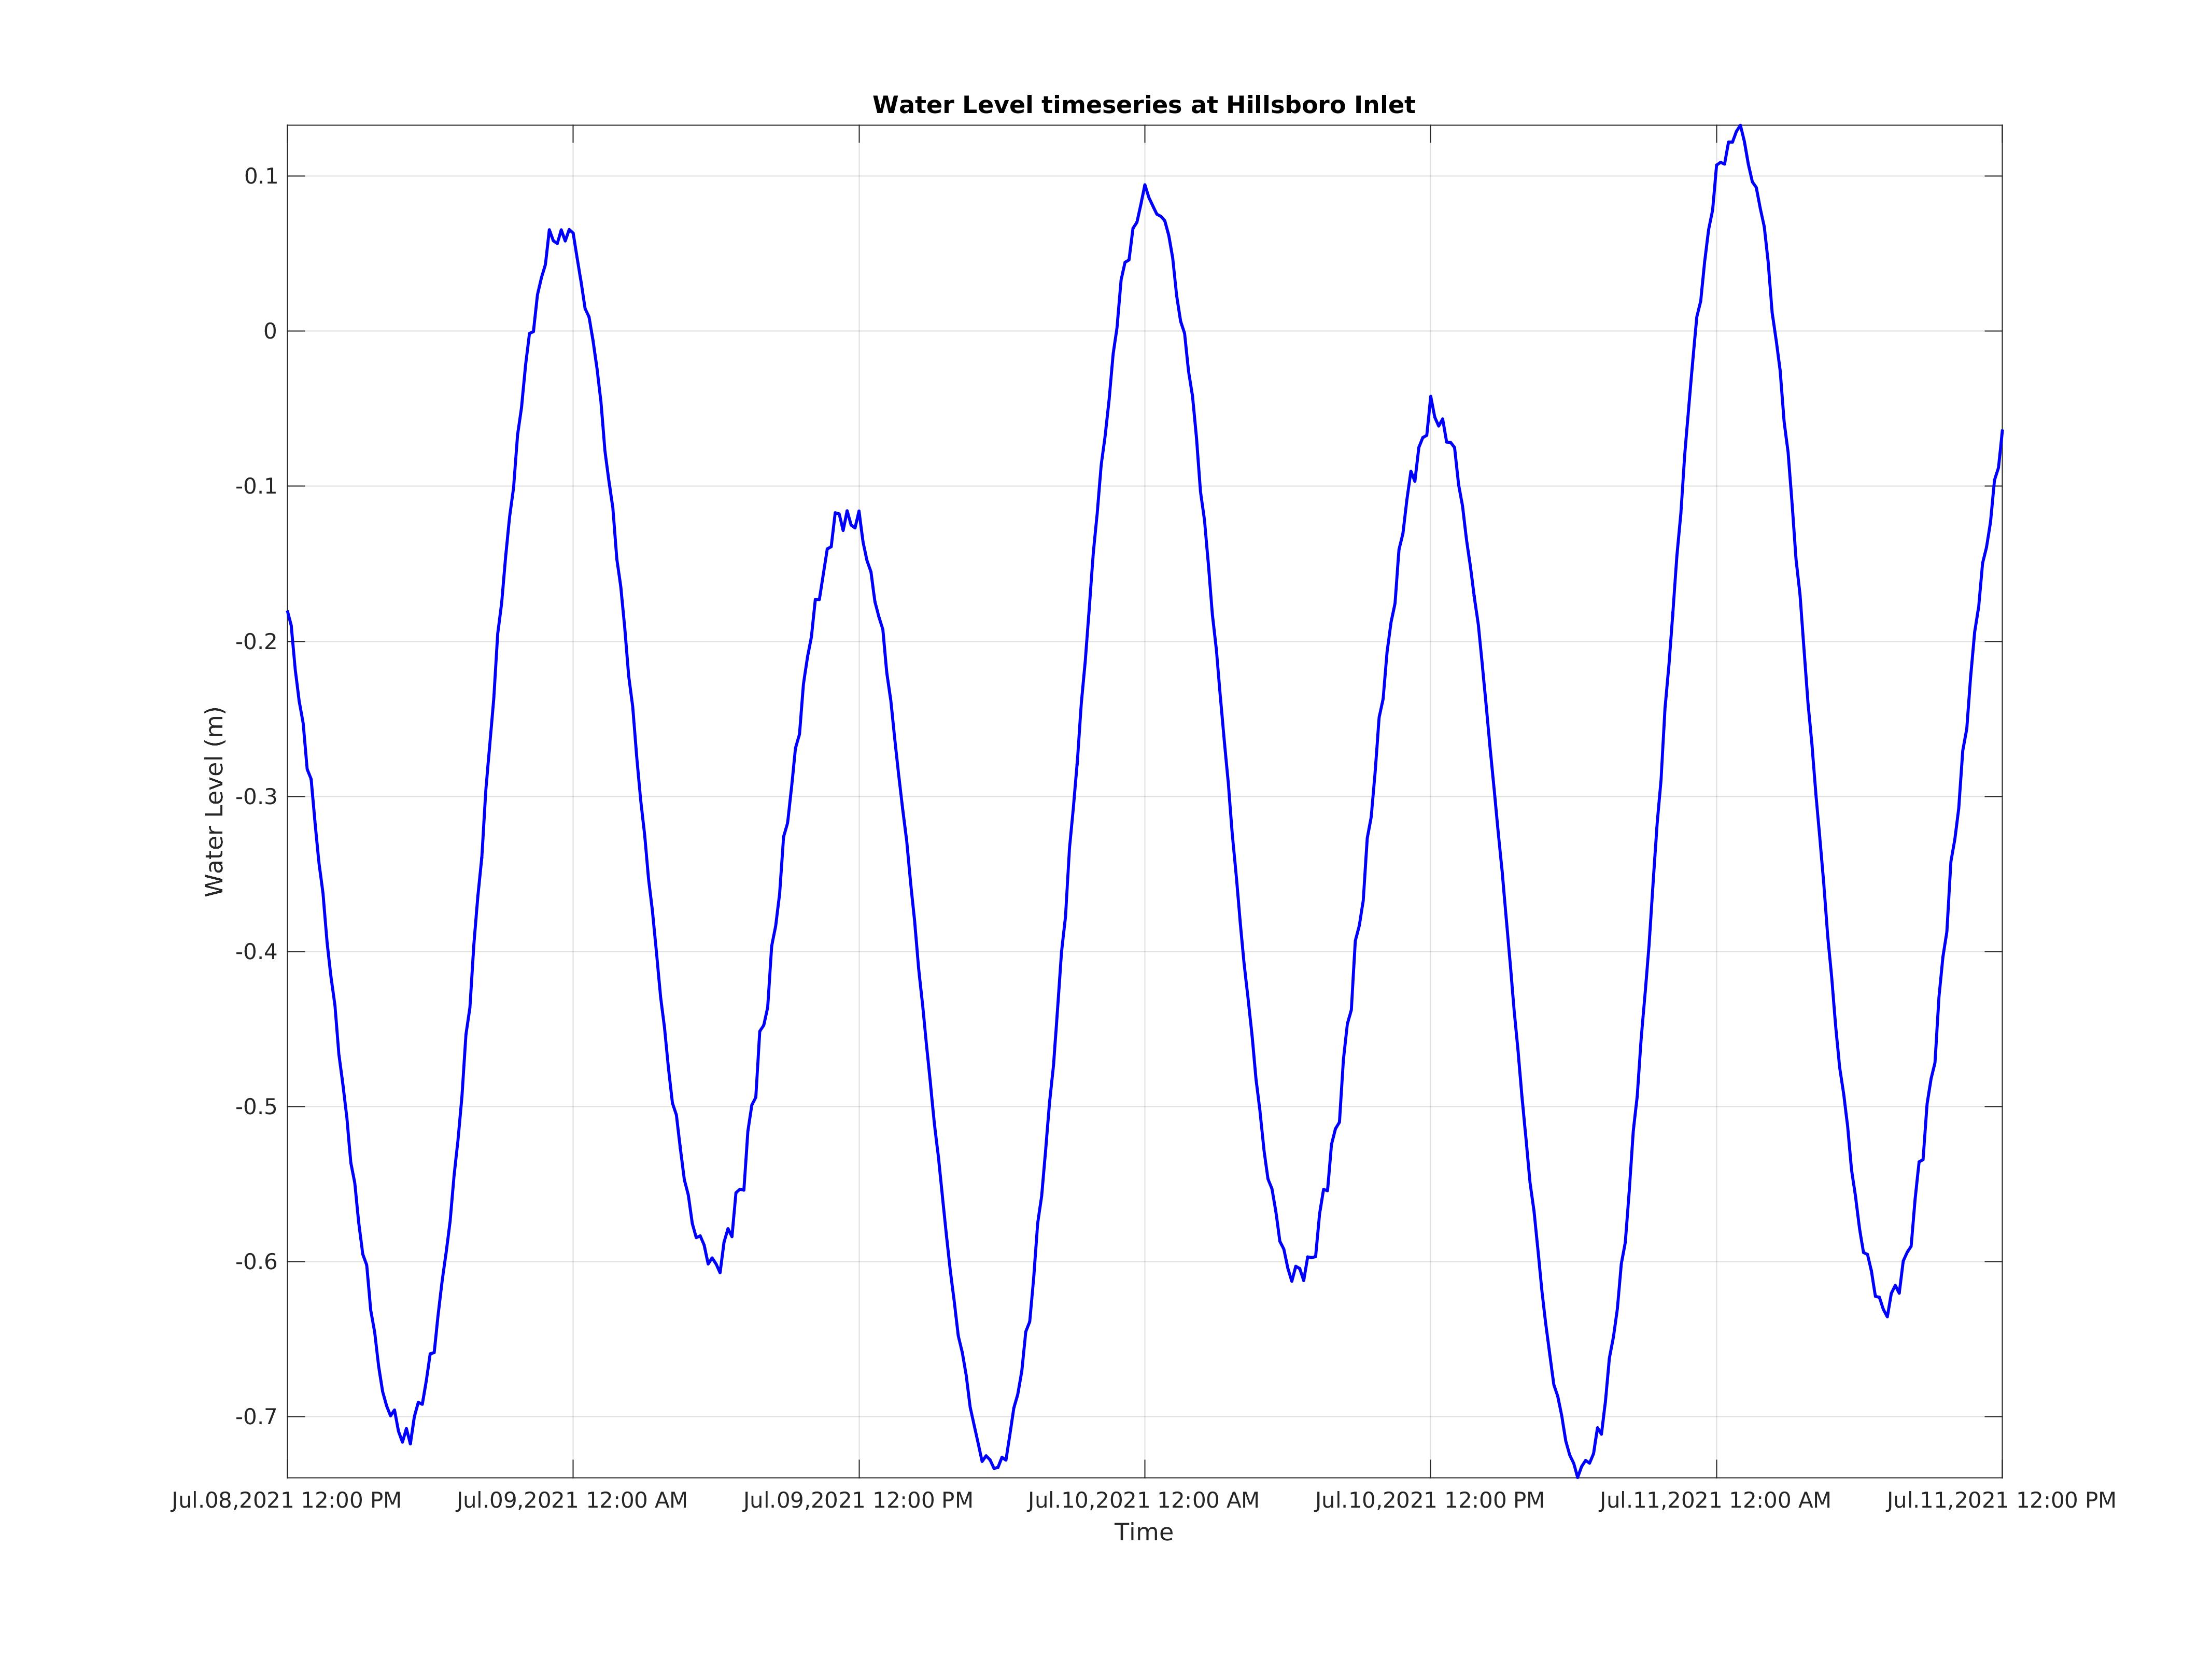 Water Level timeseries at Hillsboro Inlet
0.1
0
-0.1
-0.2
-0.3
-0.4
-0.5
-0.6
-0.7
Water Level (m)
Jul.08,2021 12:00 PM
Jul.09,2021 12:00 AM
Jul.09,2021 12:00 PM
Jul.10,2021 12:00 AM
Jul.10,2021 12:00 PM
Jul.11,2021 12:00 AM
Jul.11,2021 12:00 PM
Time